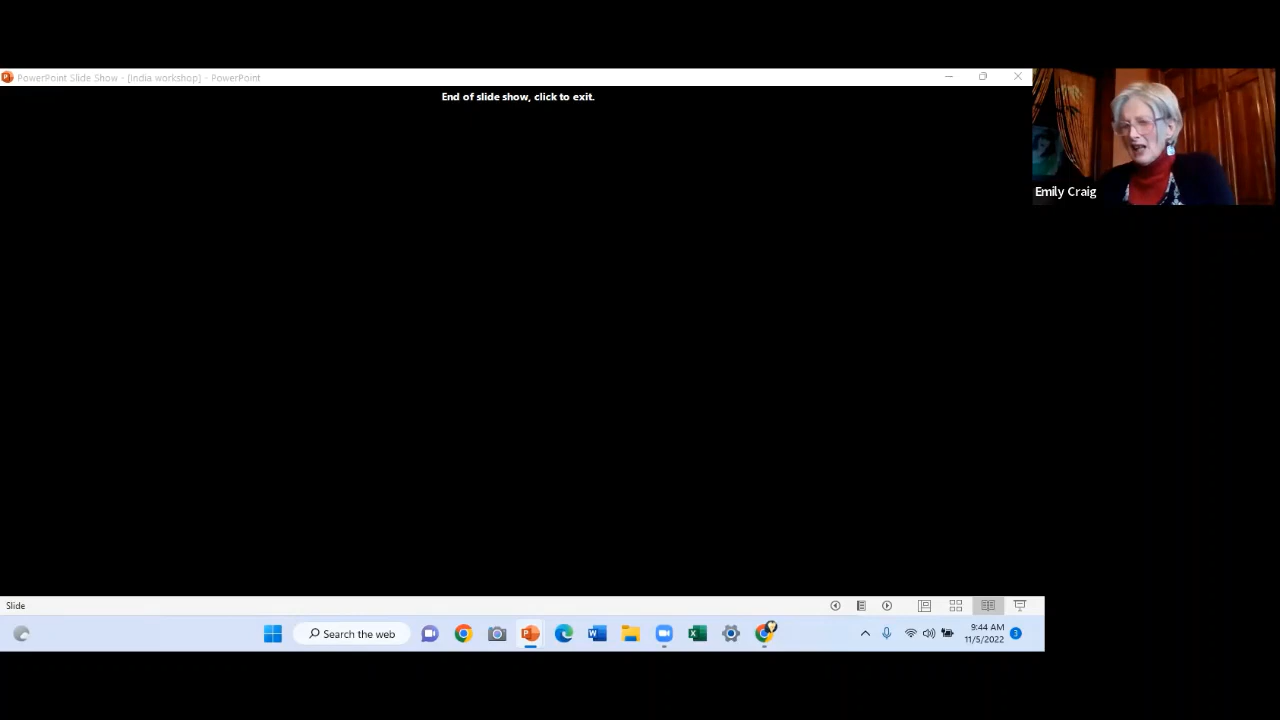 PowerPoint Slide Show - [India workshop] - PowerPoint
End of slide show, click to exit.
Emily Craig
Slide
Search the web
9:44 AM
11/5/2022
3